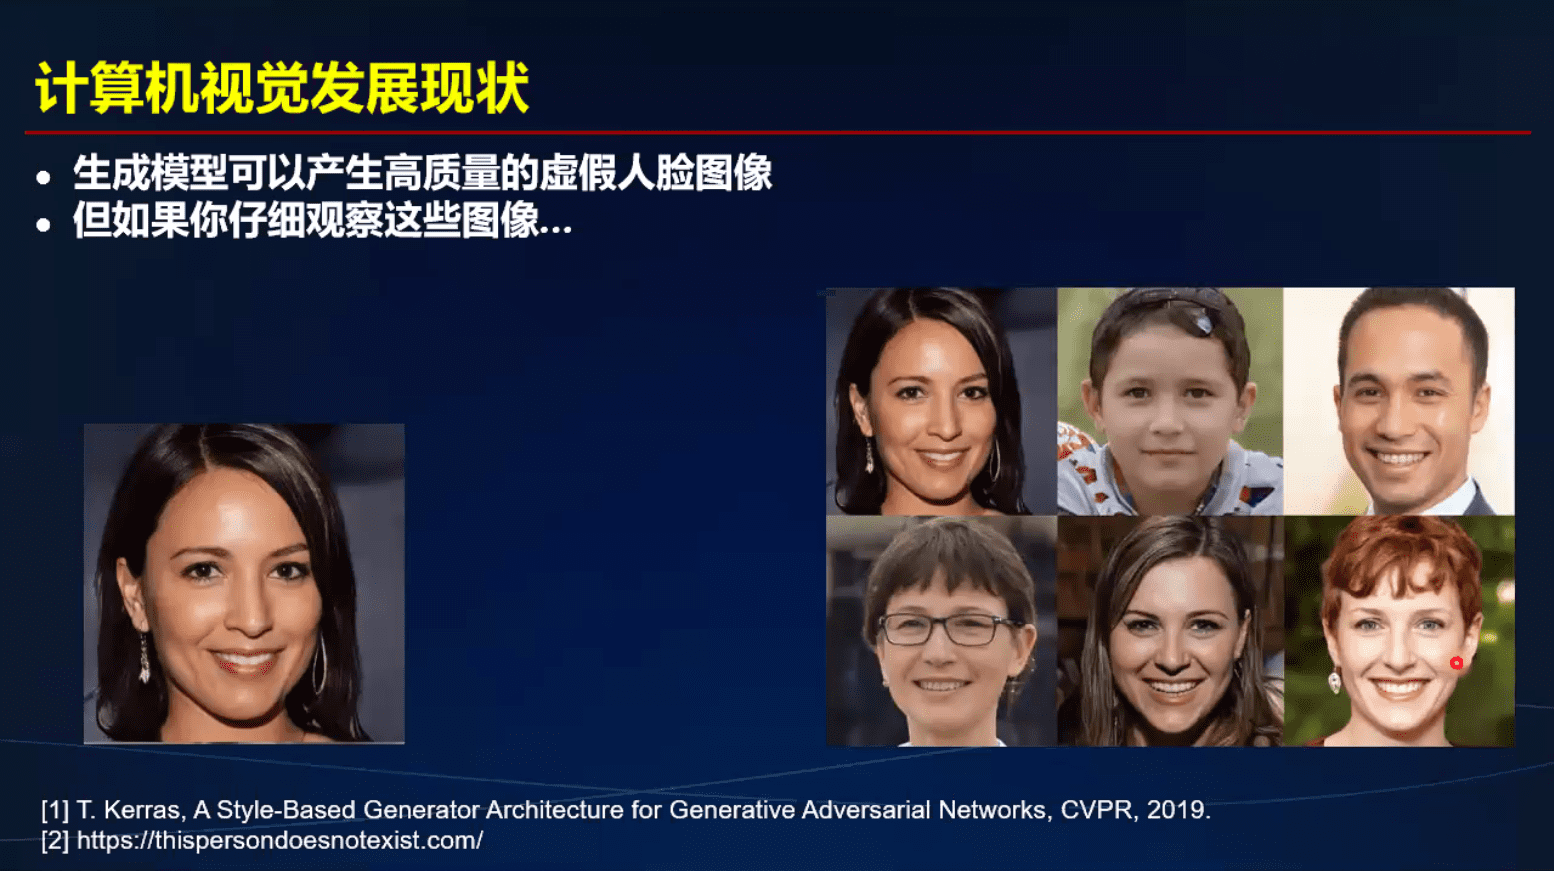 计算机视觉发展现状
● 生成模型可以产生高质量的虚假人脸图像
● 但如果你仔细观察这些图像...
[1] T. Kerras, A Style-Based Generator Architecture for Generative Adversarial Networks, CVPR, 2019.
[2] https://thispersondoesnotexist.com/